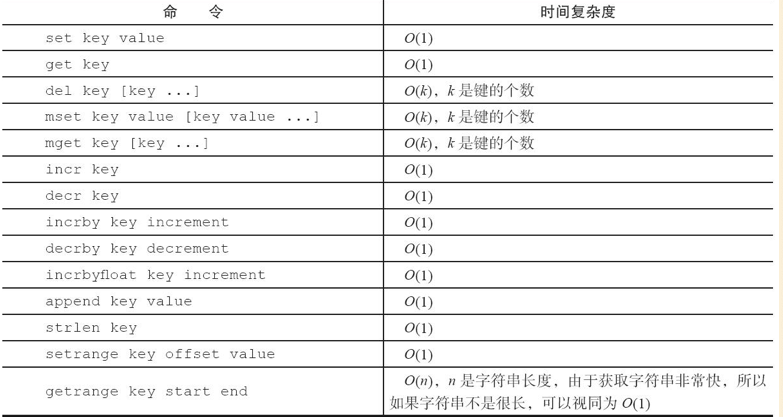 命 令 时间复杂度
set key value O(1)
get key O(1)
del key [key ...] O(k)，k 是键的个数
mset key value [key value ...] O(k)，k 是键的个数
mget key [key ...] O(k)，k 是键的个数
incr key O(1)
decr key O(1)
incrby key increment O(1)
decrby key decrement O(1)
incrbyfloat key increment O(1)
append key value O(1)
strlen key O(1)
setrange key offset value O(1)
getrange key start end O(n)，n 是字符串长度，由于获取字符串非常快，所以
如果字符串不是很长，可以视同为 O(1)